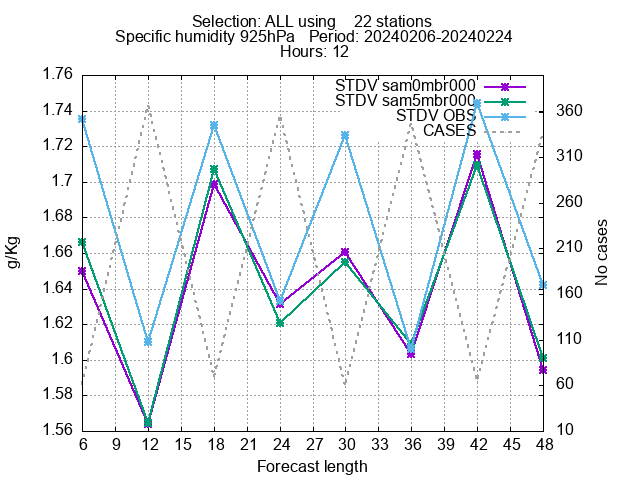 Selection: ALL using    22 stations
Specific humidity 925hPa   Period: 20240206-20240224
Hours: 12
STDV sam0mbr000
STDV sam5mbr000
STDV OBS
CASES
1.76
1.74
1.72
1.7
1.68
1.66
1.64
1.62
1.6
1.58
1.56
g/Kg
360
310
260
210
160
110
60
10
No cases
6 9 12 15 18 21 24 27 30 33 36 39 42 45 48
Forecast length